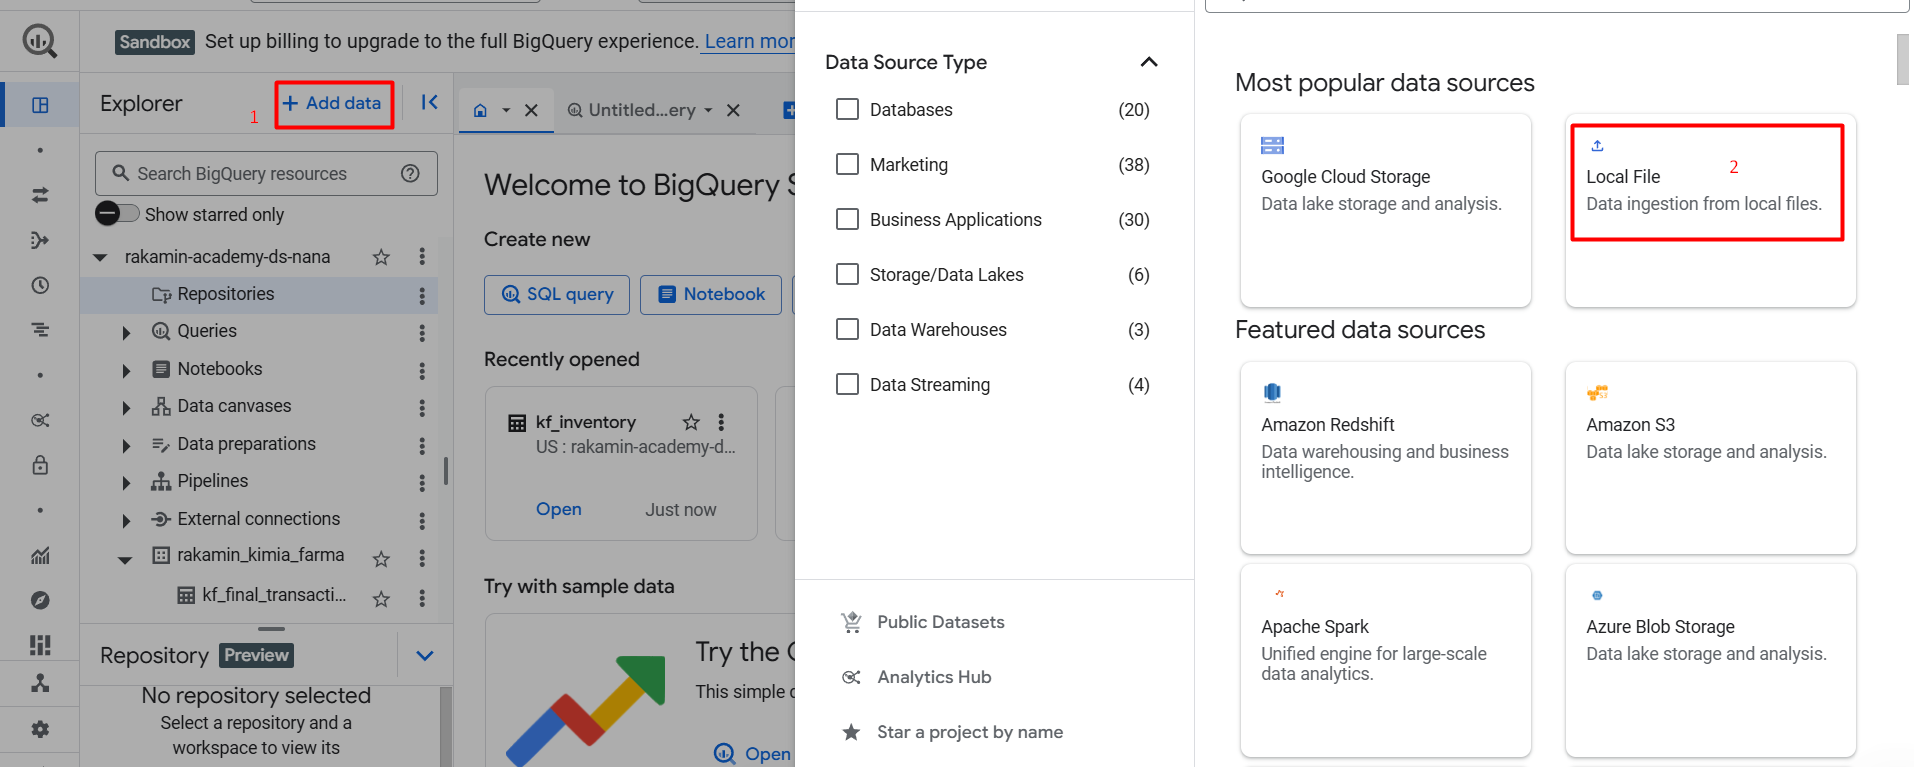 Sandbox Set up billing to upgrade to the full BigQuery experience. Learn mor
Explorer
1
+ Add data
Search BigQuery resources
Show starred only
rakamin-academy-ds-nana
Repositories
Queries
Notebooks
Data canvases
Data preparations
Pipelines
External connections
rakamin_kimia_farma
kf_final_transacti...
Repository Preview
No repository selected
Select a repository and a
workspace to view its
Untitled...ery
Welcome to BigQuery S
Create new
SQL query
Notebook
Recently opened
kf_inventory
US : rakamin-academy-d...
Open
Just now
Try with sample data
Try the
This simple
Open
Data Source Type
Databases (20)
Marketing (38)
Business Applications (30)
Storage/Data Lakes (6)
Data Warehouses (3)
Data Streaming (4)
Public Datasets
Analytics Hub
Star a project by name
Most popular data sources
Google Cloud Storage
Data lake storage and analysis.
2
Local File
Data ingestion from local files.
Featured data sources
Amazon Redshift
Data warehousing and business
intelligence.
Amazon S3
Data lake storage and analysis.
Apache Spark
Unified engine for large-scale
data analytics.
Azure Blob Storage
Data lake storage and analysis.